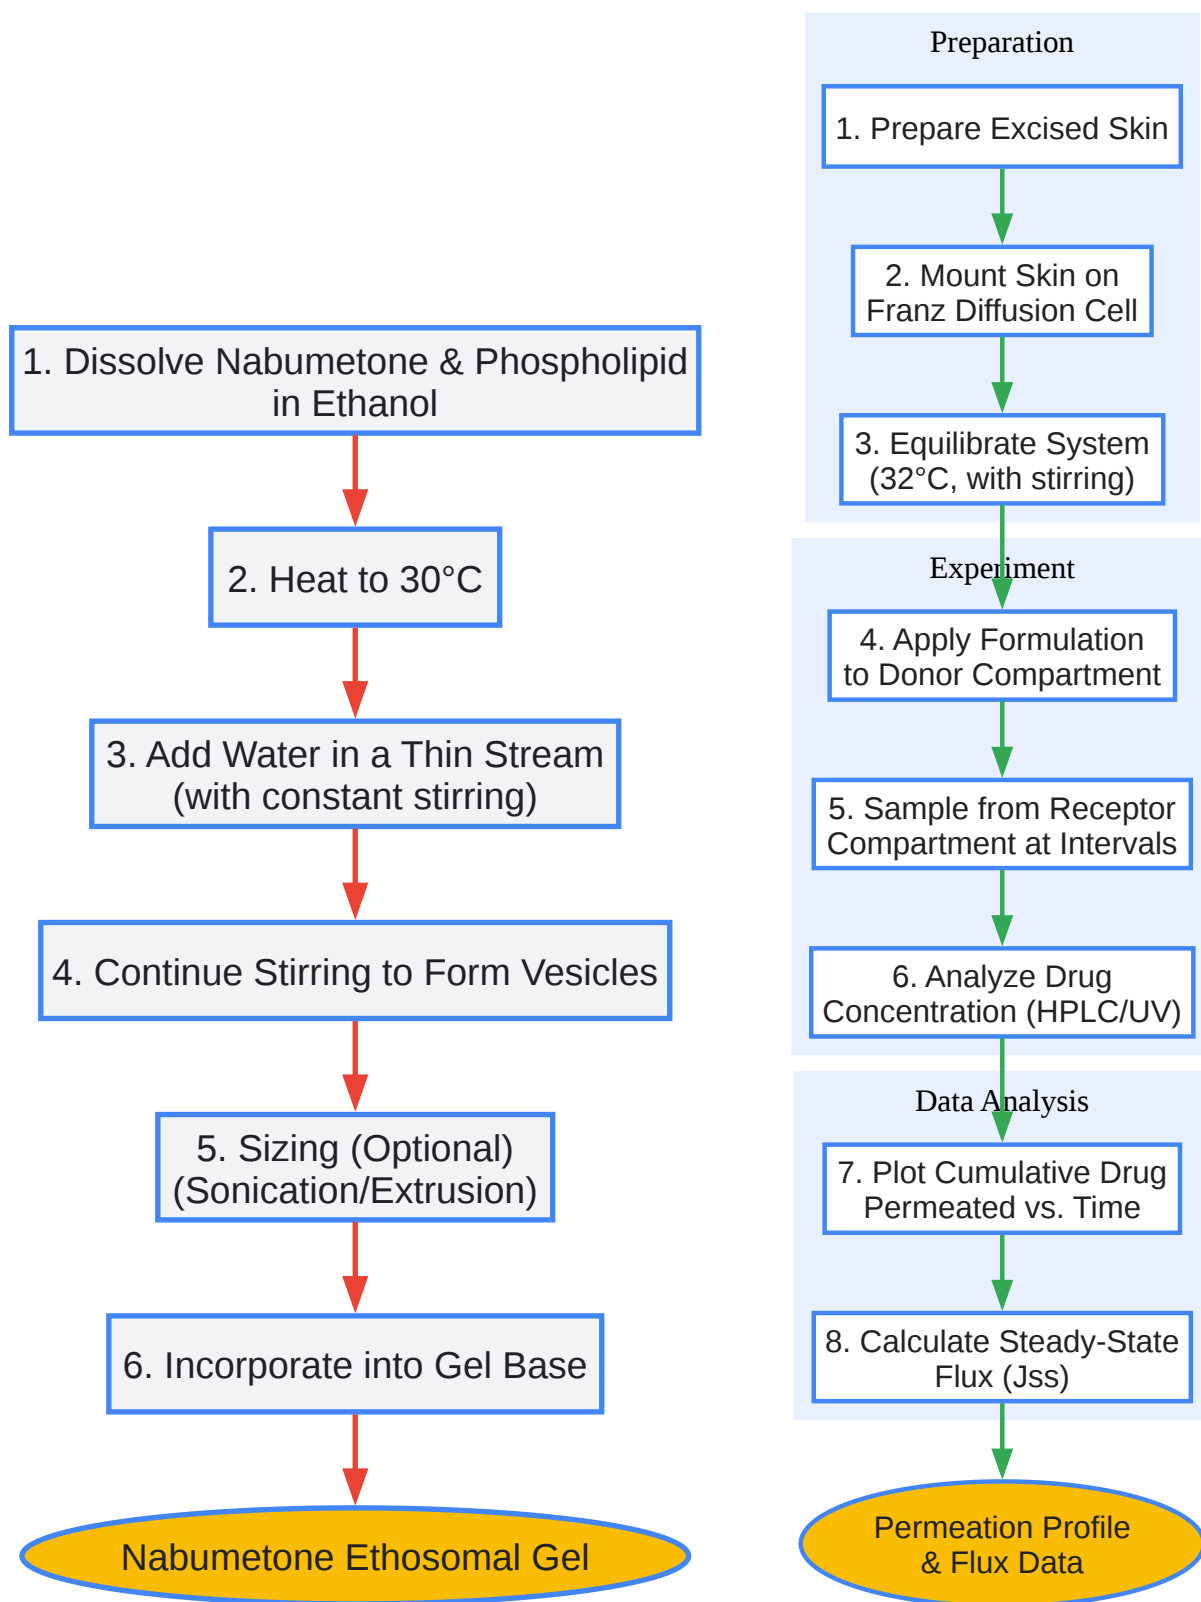 1. Dissolve Nabumetone & Phospholipid
in Ethanol
2. Heat to 30°C
3. Add Water in a Thin Stream
(with constant stirring)
4. Continue Stirring to Form Vesicles
5. Sizing (Optional)
(Sonication/Extrusion)
6. Incorporate into Gel Base
Nabumetone Ethosomal Gel
Preparation
1. Prepare Excised Skin
2. Mount Skin on
Franz Diffusion Cell
3. Equilibrate System
(32°C, with stirring)
Experiment
4. Apply Formulation
to Donor Compartment
5. Sample from Receptor
Compartment at Intervals
6. Analyze Drug
Concentration (HPLC/UV)
Data Analysis
7. Plot Cumulative Drug
Permeated vs. Time
8. Calculate Steady-State
Flux (Jss)
Permeation Profile
& Flux Data